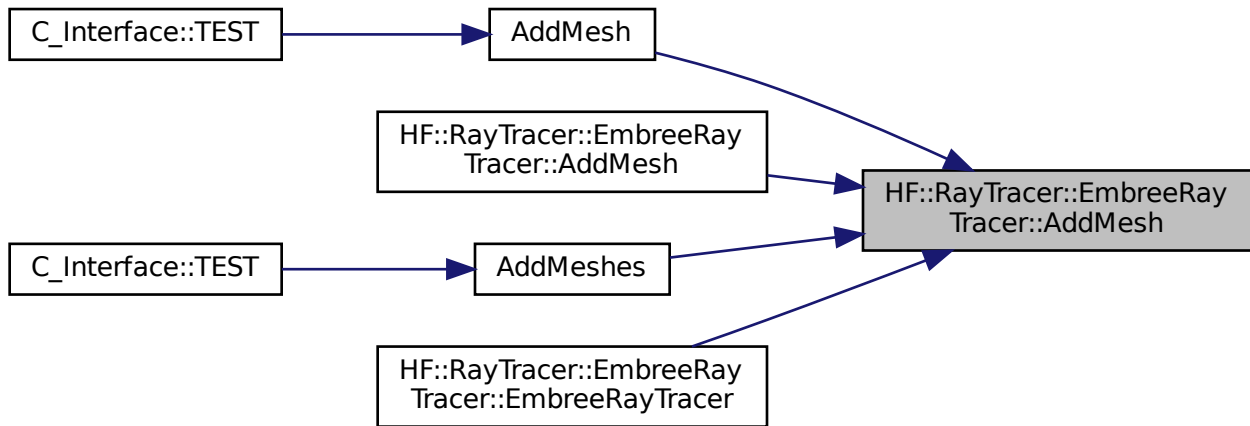 C_Interface::TEST
AddMesh
HF::RayTracer::EmbreeRay
Tracer::AddMesh
HF::RayTracer::EmbreeRay
Tracer::AddMesh
C_Interface::TEST
AddMeshes
HF::RayTracer::EmbreeRay
Tracer::EmbreeRayTracer